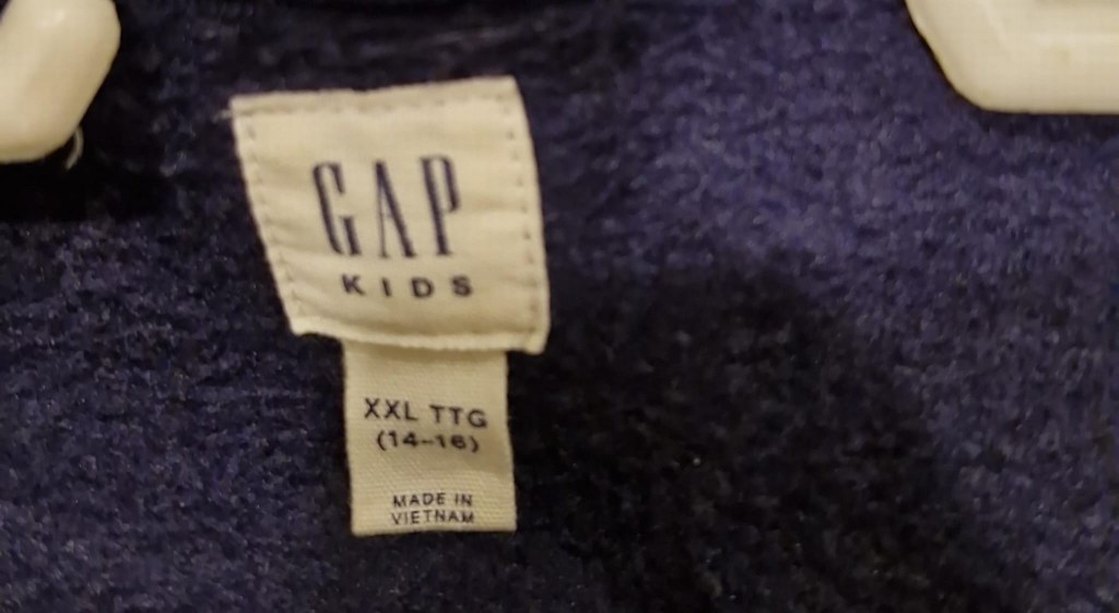 GAP
KIDS
XXL TTG
(14-16)
MADE IN
VIETNAM